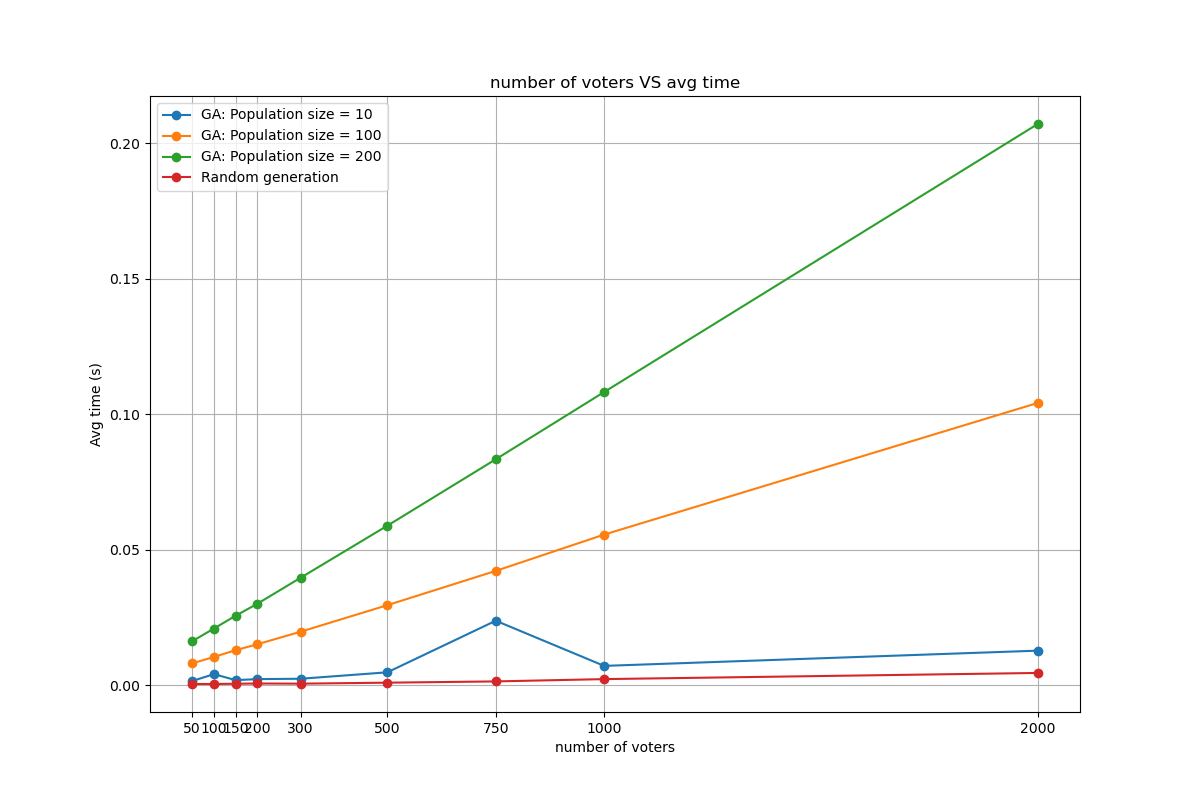 number of voters VS avg time
GA: Population size = 10
GA: Population size = 100
GA: Population size = 200
Random generation
0.20
0.15
0.10
0.05
0.00
Avg time (s)
50 100 150 200 300 500 750 1000 2000
number of voters